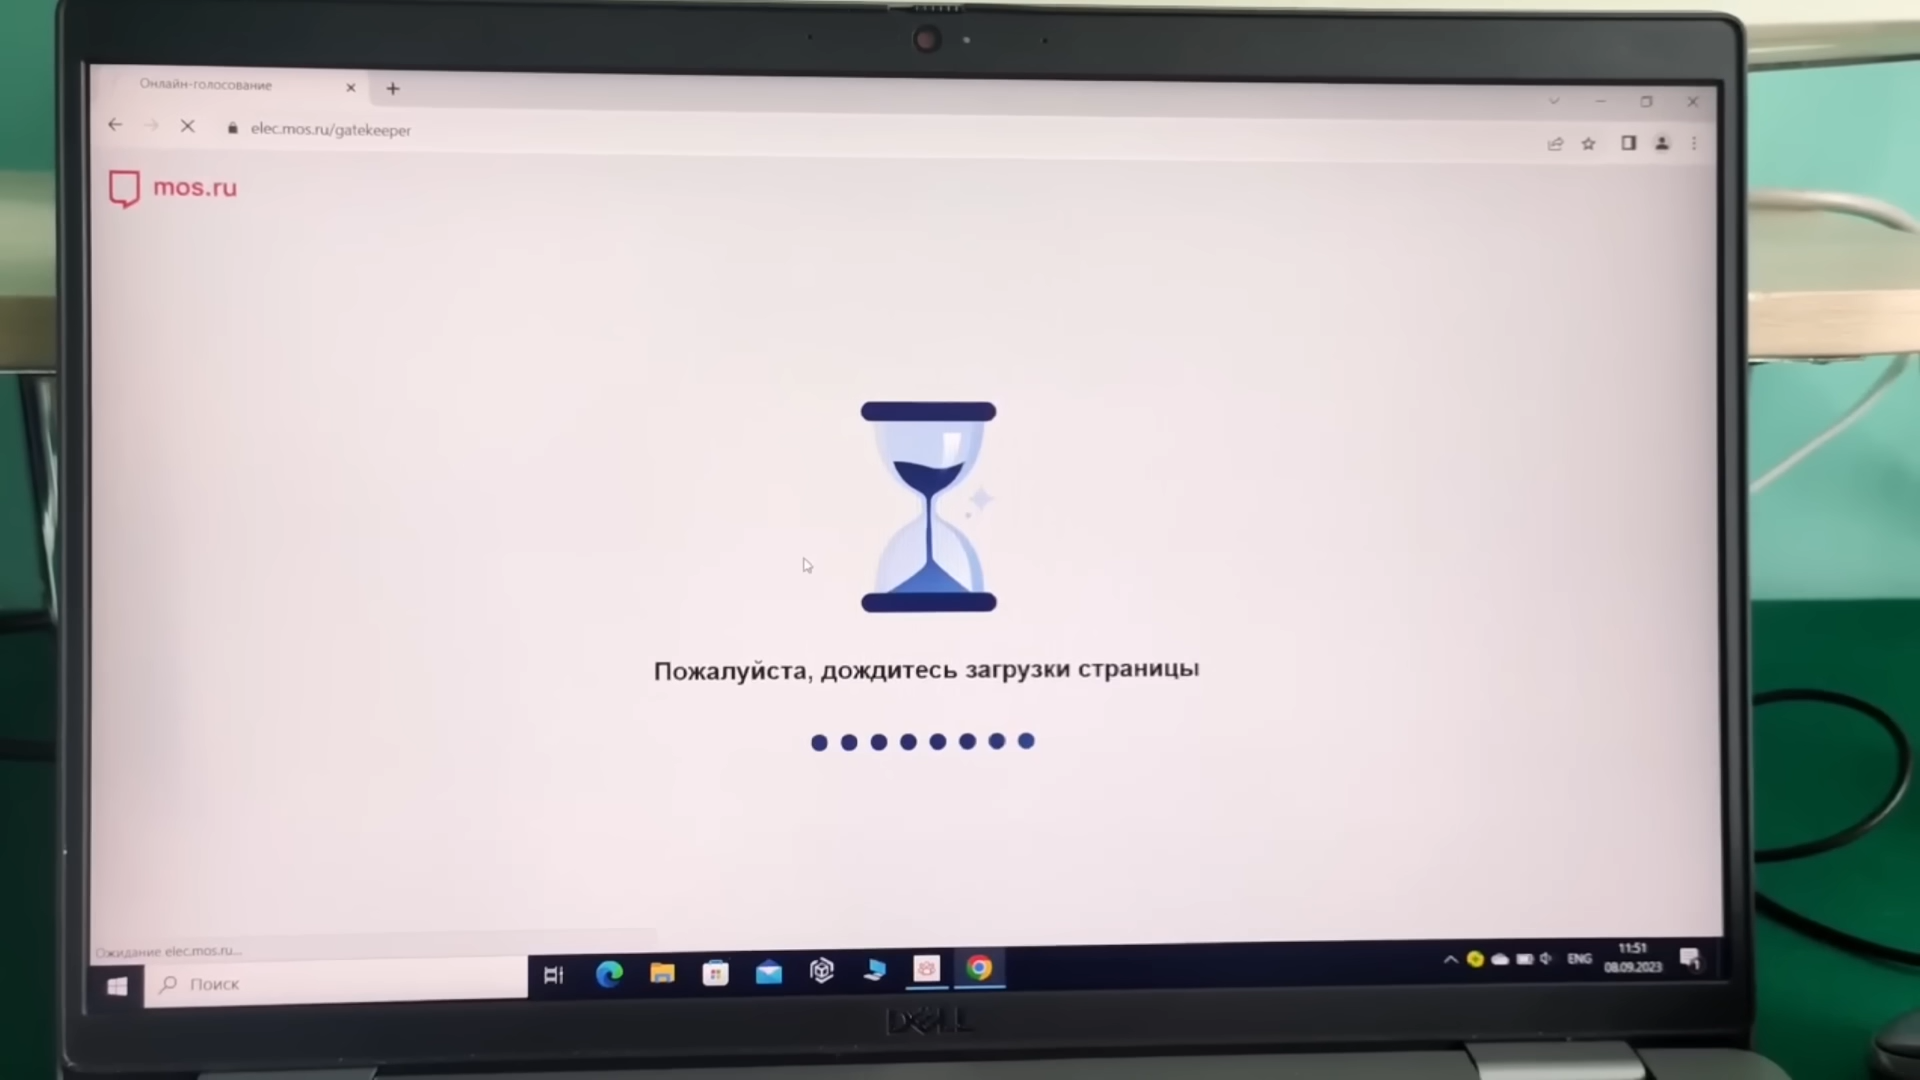 Онлайн-голосование
elec.mos.ru/gatekeeper
mos.ru
Пожалуйста, дождитесь загрузки страницы
Ожидание elec.mos.ru...
Поиск
ENG
11:51
08.09.2023
1
DELL